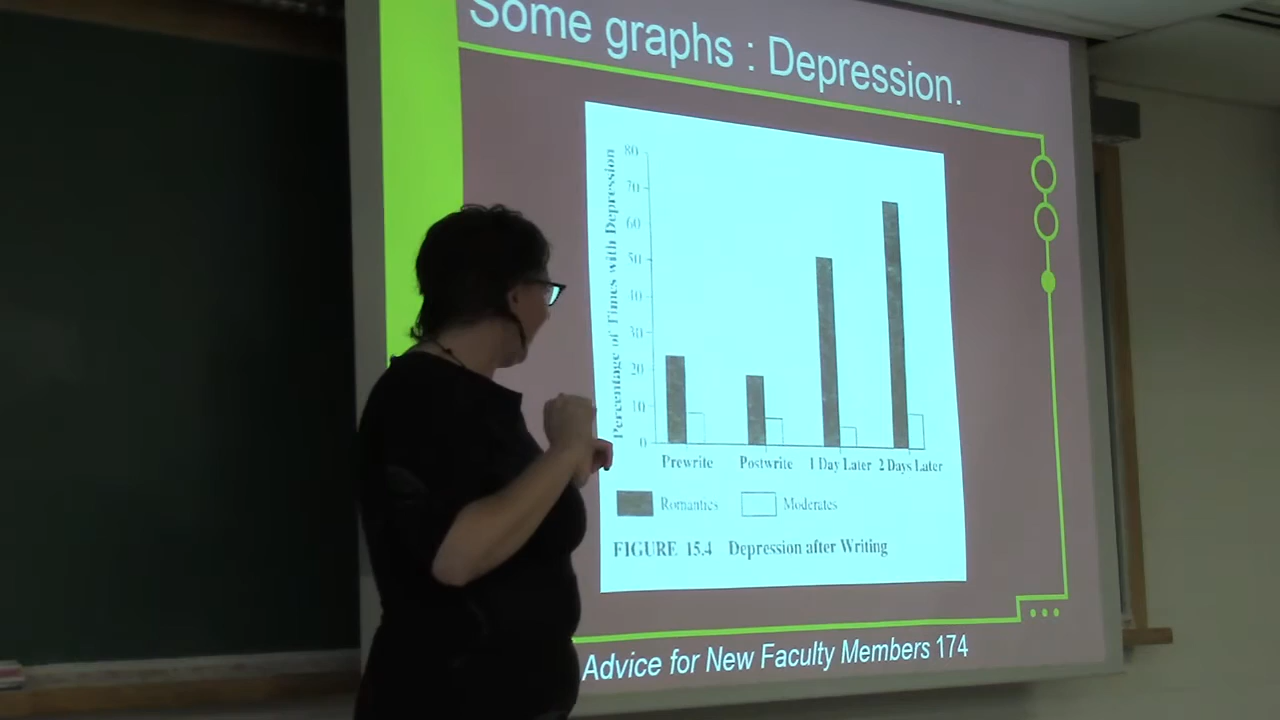 Some graphs : Depression.
Percentage of Times with Depression
80
70
60
50
40
30
20
10
0
Prewrite Postwrite 1 Day Later 2 Days Later
Romantics Moderates
FIGURE 15.4 Depression after Writing
Advice for New Faculty Members 174